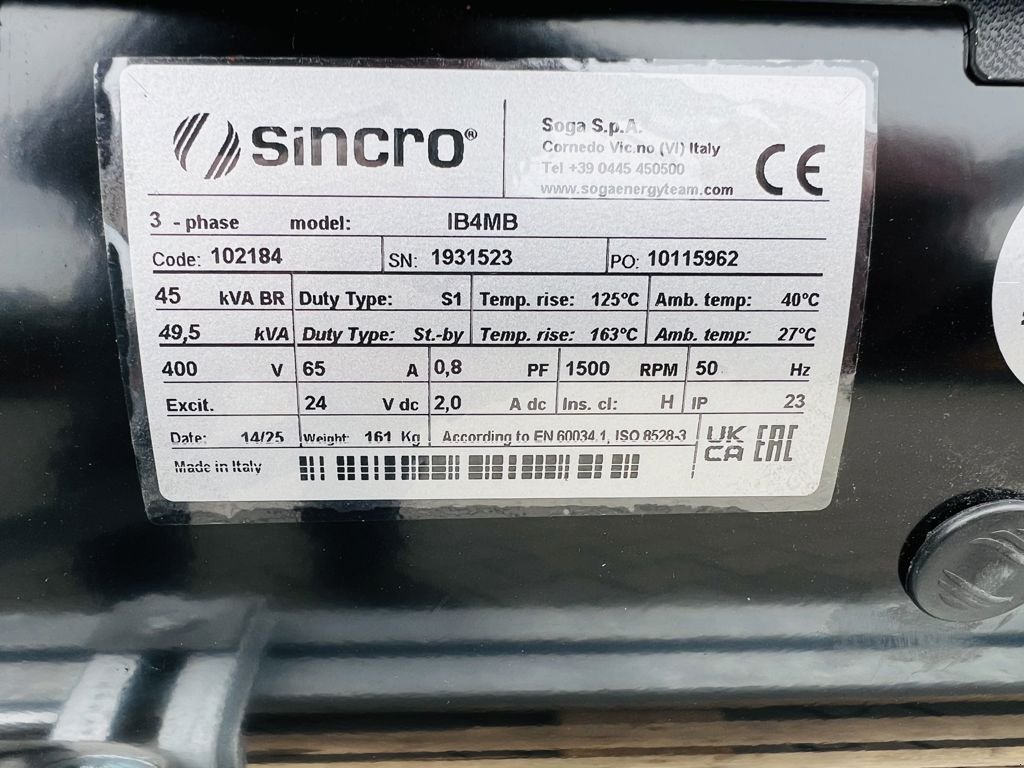 sincro®
Soga S.p.A.
Cornedo Vic.no (VI) Italy
Tel +39 0445 450500
www.sogaenergyteam.com
CE
3 - phase model: IB4MB
Code: 102184 SN: 1931523 PO: 10115962
45 kVA BR Duty Type: S1 Temp. rise: 125°C Amb. temp: 40°C
49,5 kVA Duty Type: St.-by Temp. rise: 163°C Amb. temp: 27°C
400 V 65 A 0,8 PF 1500 RPM 50 Hz
Excit. 24 V dc 2,0 A dc Ins. cl: H IP 23
Date: 14/25 Weight: 161 Kg According to EN 60034.1, ISO 8528-3 UK CA EAC
Made in Italy